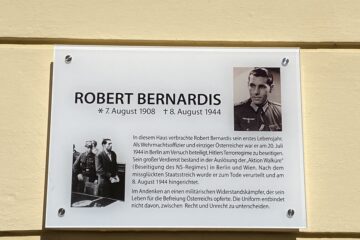 ROBERT BERNARDIS
* 7. August 1908 † 8. August 1944
In diesem Haus verbrachte Robert Bernardis sein erstes Lebensjahr.
Als Wehrmachtsoffizier und einziger Österreicher war er am 20. Juli
1944 in Berlin am Versuch beteiligt, Hitlers Terrorregime zu beseitigen.
Sein großer Verdienst bestand in der Auslösung der „Aktion Walküre“
(Beseitigung des NS-Regimes) in Berlin und Wien. Nach dem
missglückten Staatsstreich wurde er zum Tode verurteilt und am
8. August 1944 hingerichtet.
Im Andenken an einen militärischen Widerstandskämpfer, der sein
Leben für die Befreiung Österreichs opferte. Die Uniform entbindet
nicht davon, zwischen Recht und Unrecht zu unterscheiden.